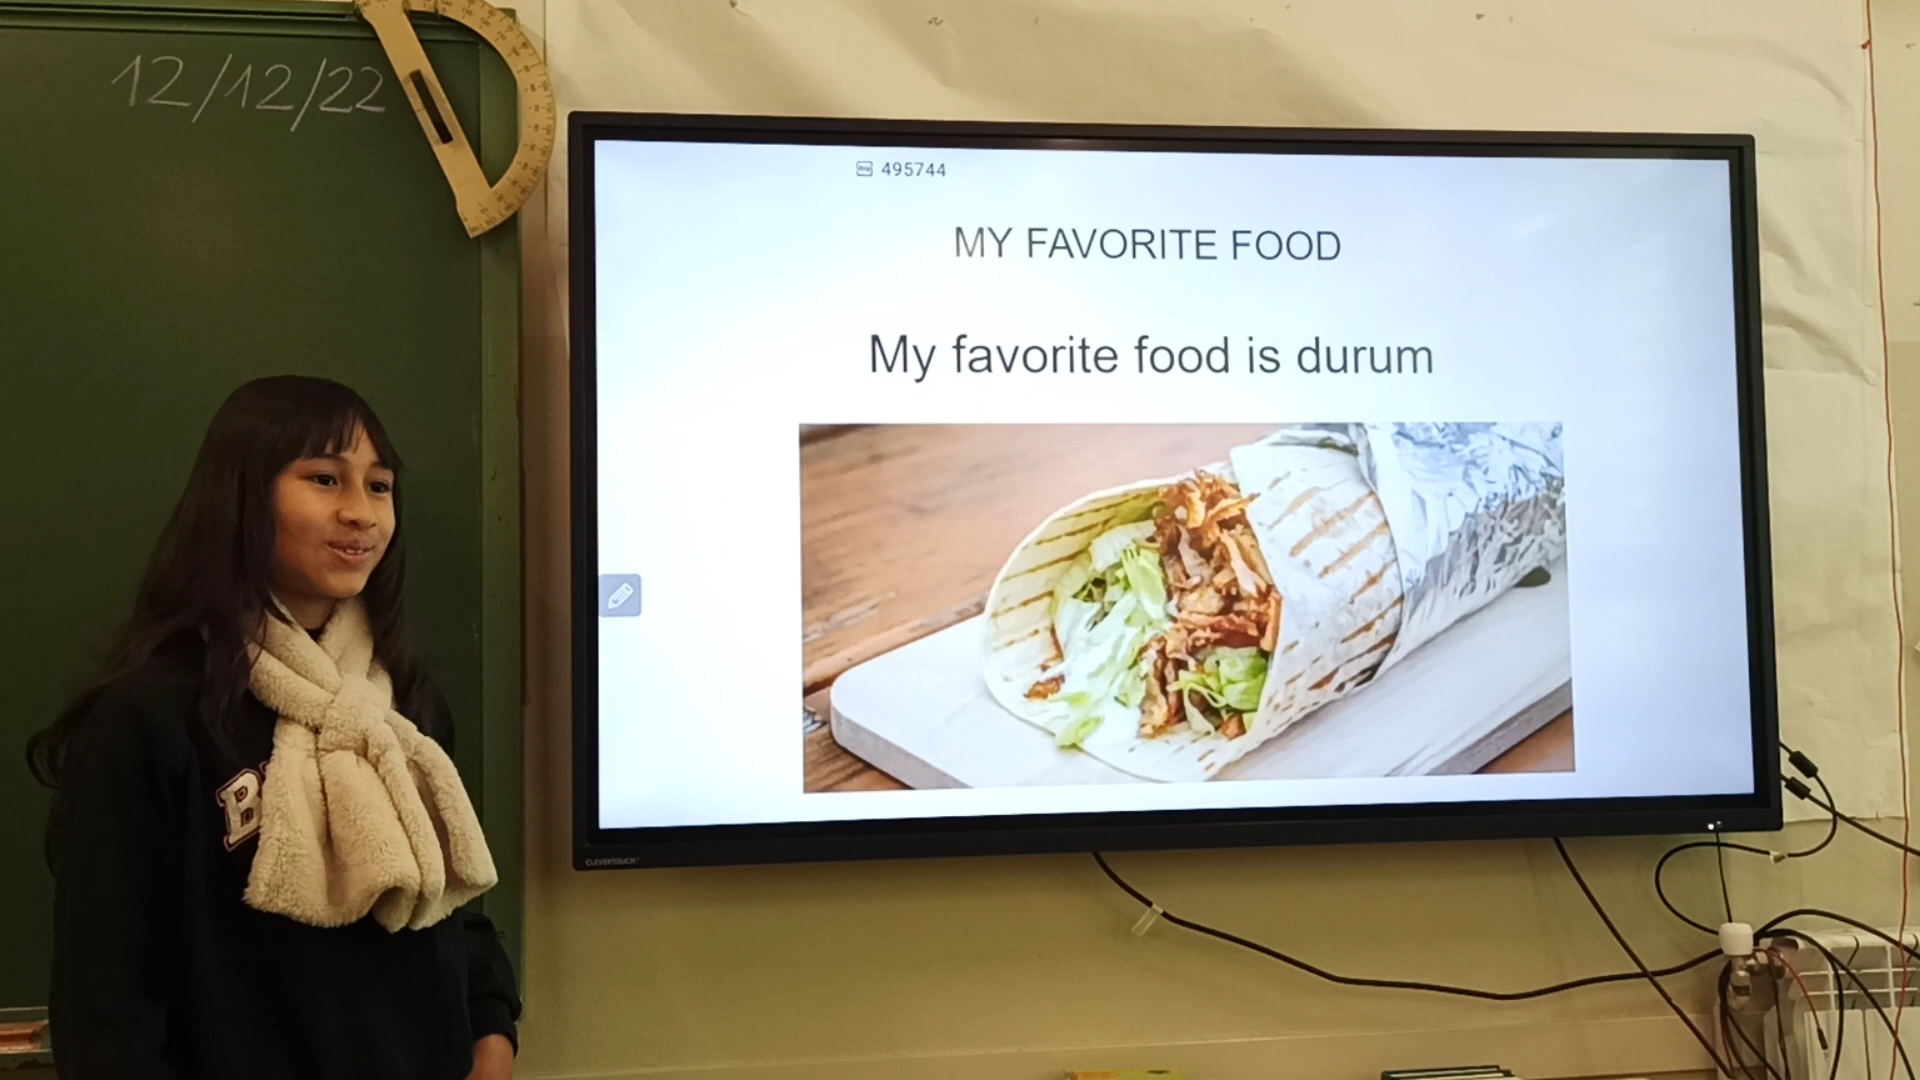 12/12/22
495744
MY FAVORITE FOOD
My favorite food is durum
B
CLEVERTOUCH